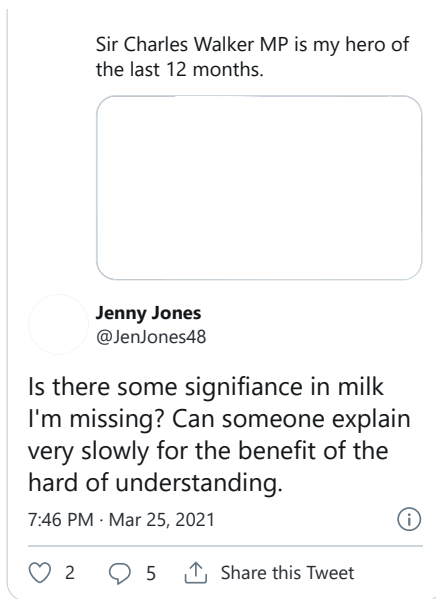 Sir Charles Walker MP is my hero of
the last 12 months.
Jenny Jones
@JenJones48
Is there some signifiance in milk
I'm missing? Can someone explain
very slowly for the benefit of the
hard of understanding.
7:46 PM · Mar 25, 2021
2 5 Share this Tweet